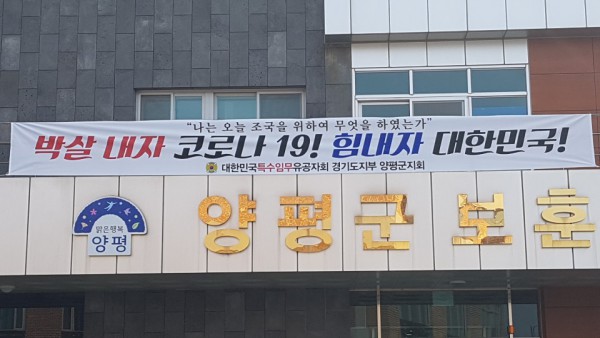 “나는 오늘 조국을 위하여 무엇을 하였는가”
박살 내자 코로나 19! 힘내자 대한민국!
대한민국특수임무유공자회 경기도지부 양평군지회
맑은행복
양평
양평군보훈